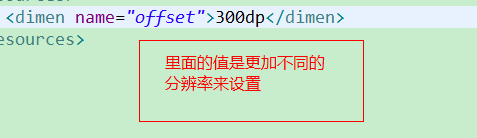 <dimen name="offset">300dp</dimen>
esources>
里面的值是更加不同的
分辨率来设置